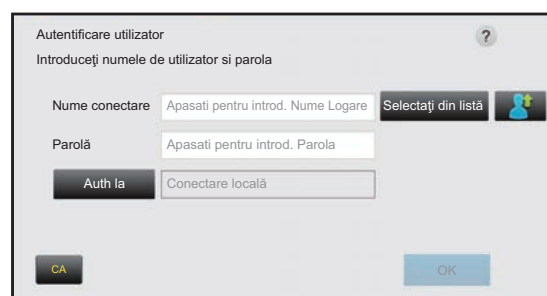 Autentificare utilizator
?
Introduceţi numele de utilizator si parola
Nume conectare Apasati pentru introd. Nume Logare Selectaţi din listă
Parolă Apasati pentru introd. Parola
Auth la Conectare locală
CA OK